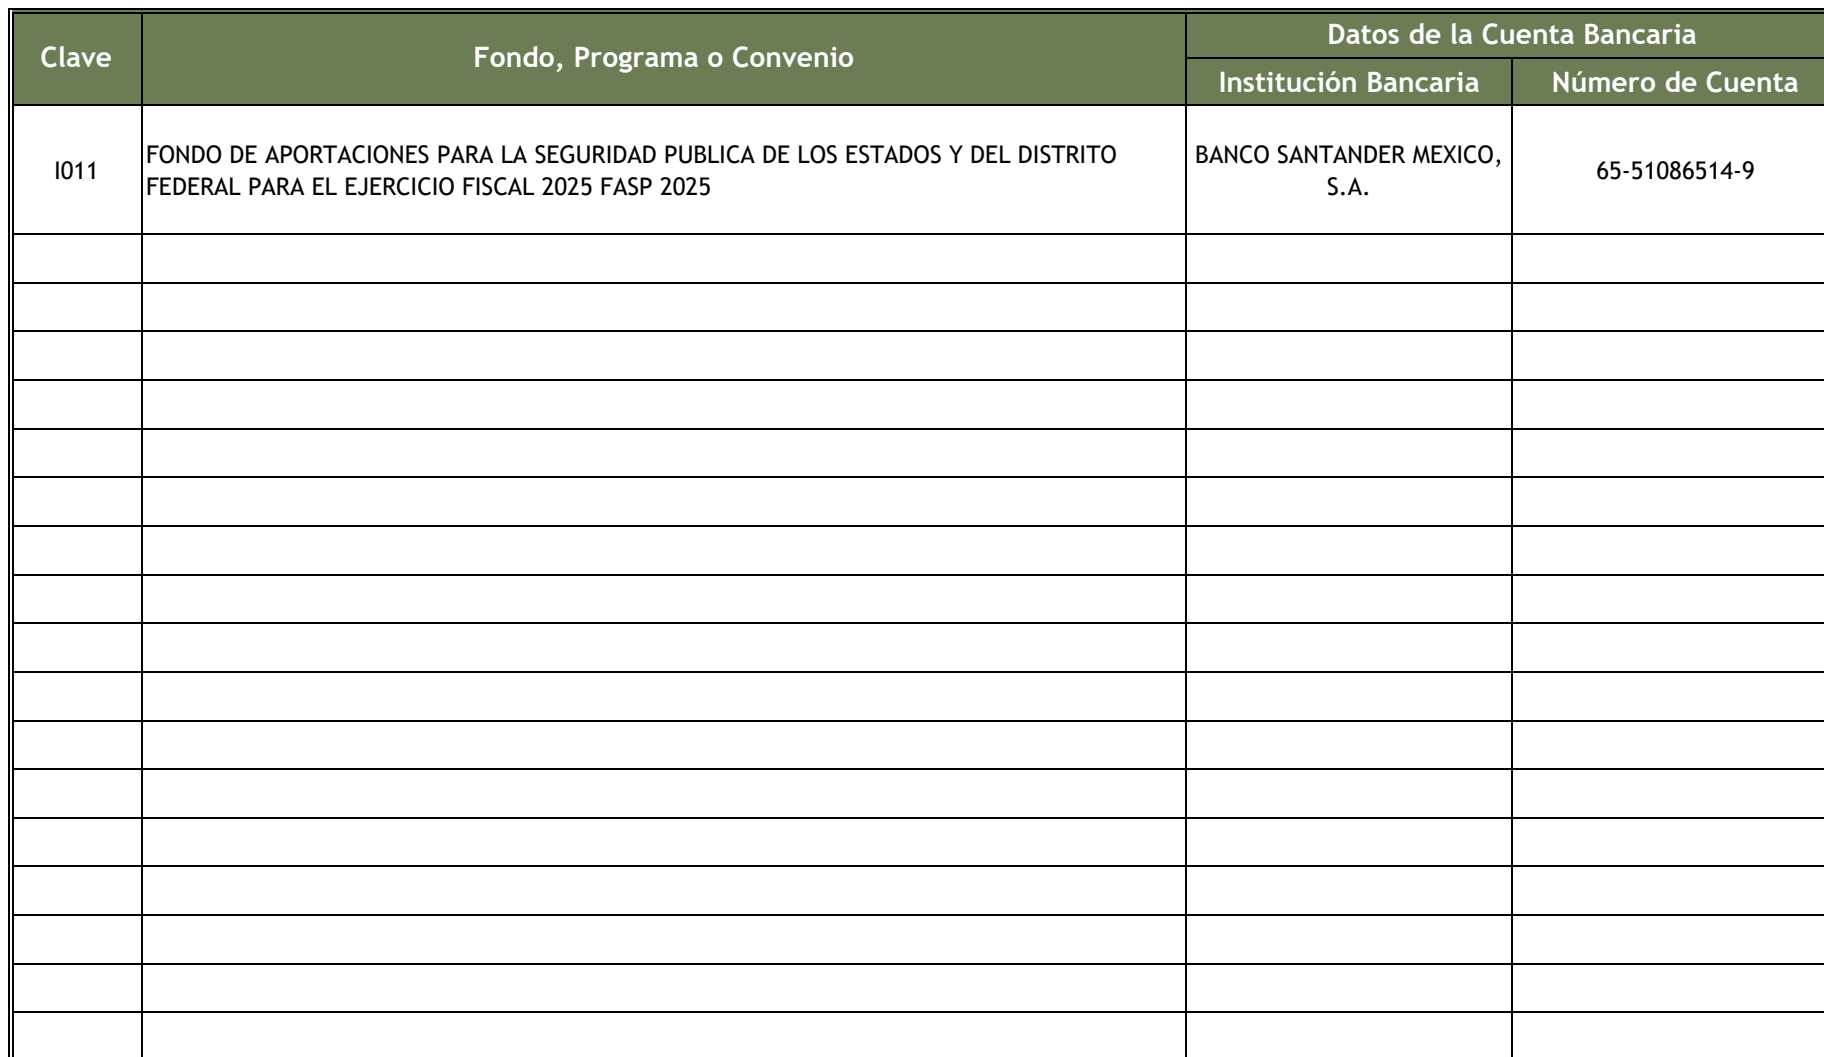 Clave
Fondo, Programa o Convenio
Datos de la Cuenta Bancaria
Institución Bancaria
Número de Cuenta
I011
FONDO DE APORTACIONES PARA LA SEGURIDAD PUBLICA DE LOS ESTADOS Y DEL DISTRITO
FEDERAL PARA EL EJERCICIO FISCAL 2025 FASP 2025
BANCO SANTANDER MEXICO,
S.A.
65-51086514-9